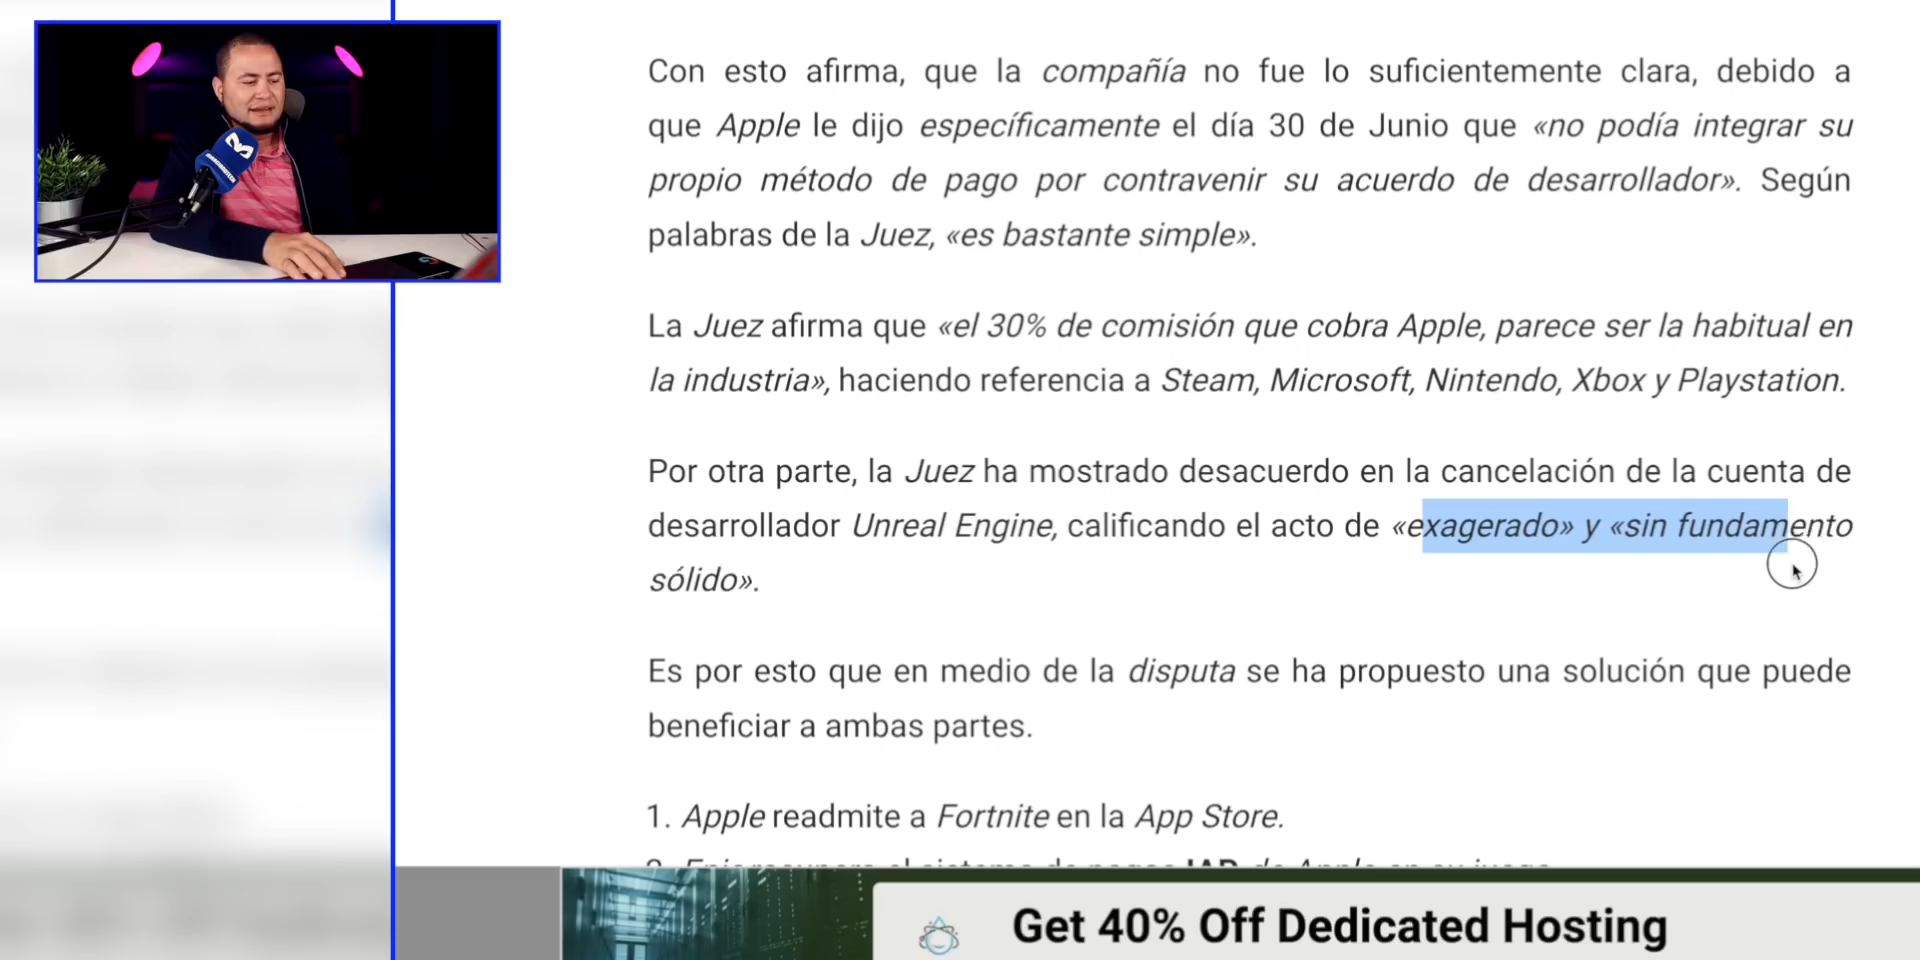 Con esto afirma, que la compañía no fue lo suficientemente clara, debido a
que Apple le dijo específicamente el día 30 de Junio que «no podía integrar su
propio método de pago por contravenir su acuerdo de desarrollador». Según
palabras de la Juez, «es bastante simple».
La Juez afirma que «el 30% de comisión que cobra Apple, parece ser la habitual en
la industria», haciendo referencia a Steam, Microsoft, Nintendo, Xbox y Playstation.
Por otra parte, la Juez ha mostrado desacuerdo en la cancelación de la cuenta de
desarrollador Unreal Engine, calificando el acto de «exagerado» y «sin fundamento
sólido».
Es por esto que en medio de la disputa se ha propuesto una solución que puede
beneficiar a ambas partes.
1. Apple readmite a Fortnite en la App Store.
Get 40% Off Dedicated Hosting